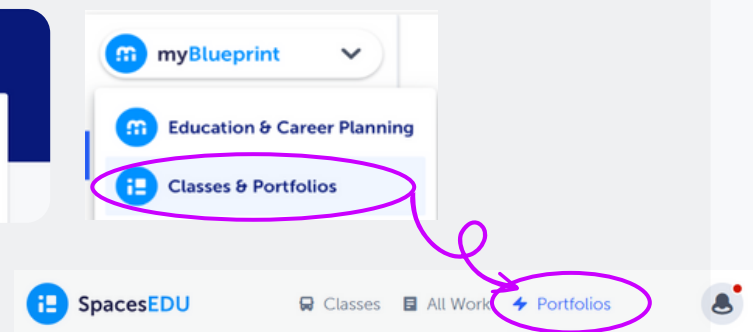 myBlueprint
Education & Career Planning
Classes & Portfolios
SpacesEDU Classes All Work Portfolios